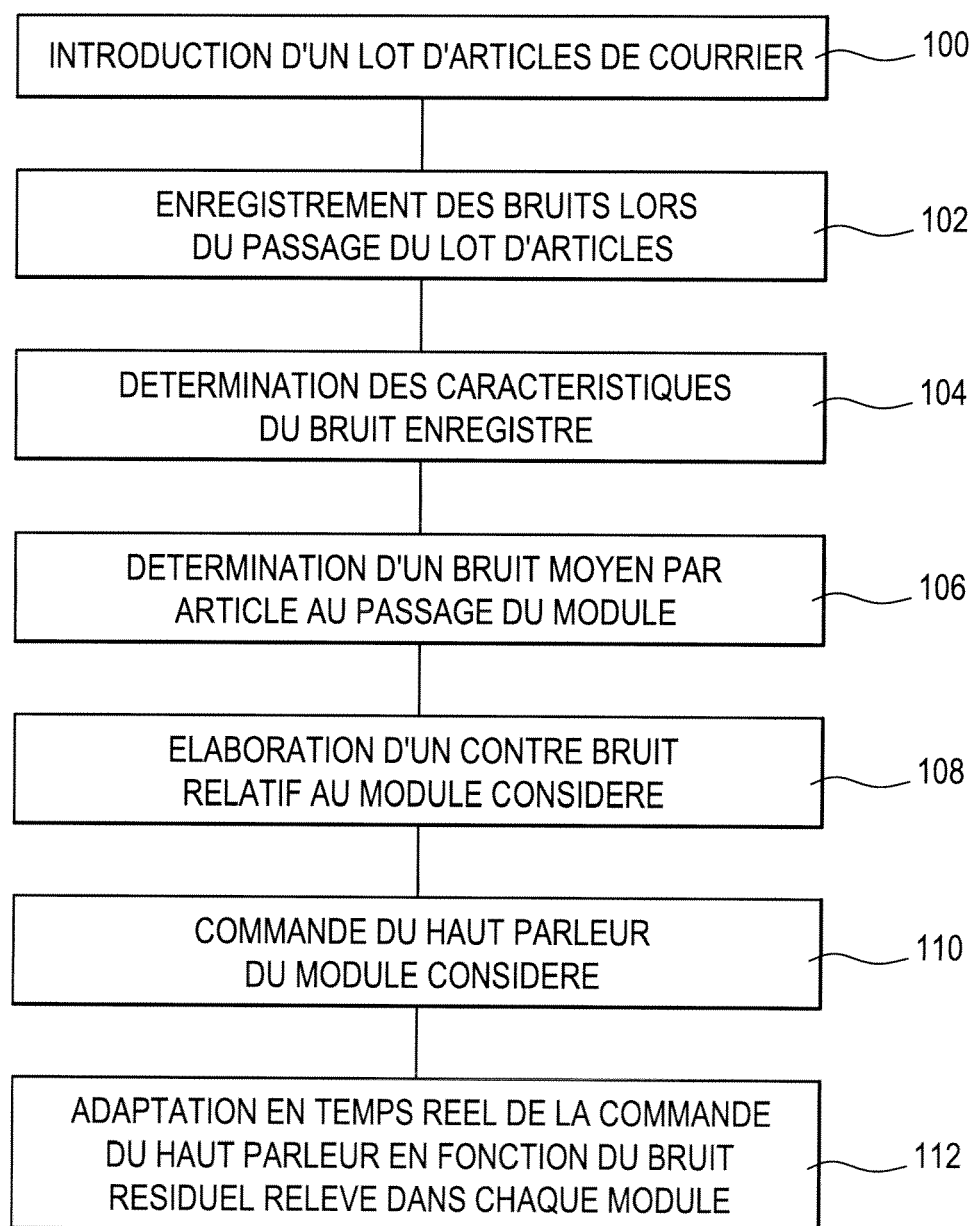 INTRODUCTION D'UN LOT D'ARTICLES DE COURRIER
100
ENREGISTREMENT DES BRUITS LORS
DU PASSAGE DU LOT D'ARTICLES
102
DETERMINATION DES CARACTERISTIQUES
DU BRUIT ENREGISTRE
104
DETERMINATION D'UN BRUIT MOYEN PAR
ARTICLE AU PASSAGE DU MODULE
106
ELABORATION D'UN CONTRE BRUIT
RELATIF AU MODULE CONSIDERE
108
COMMANDE DU HAUT PARLEUR
DU MODULE CONSIDERE
110
ADAPTATION EN TEMPS REEL DE LA COMMANDE
DU HAUT PARLEUR EN FONCTION DU BRUIT
RESIDUEL RELEVE DANS CHAQUE MODULE
112